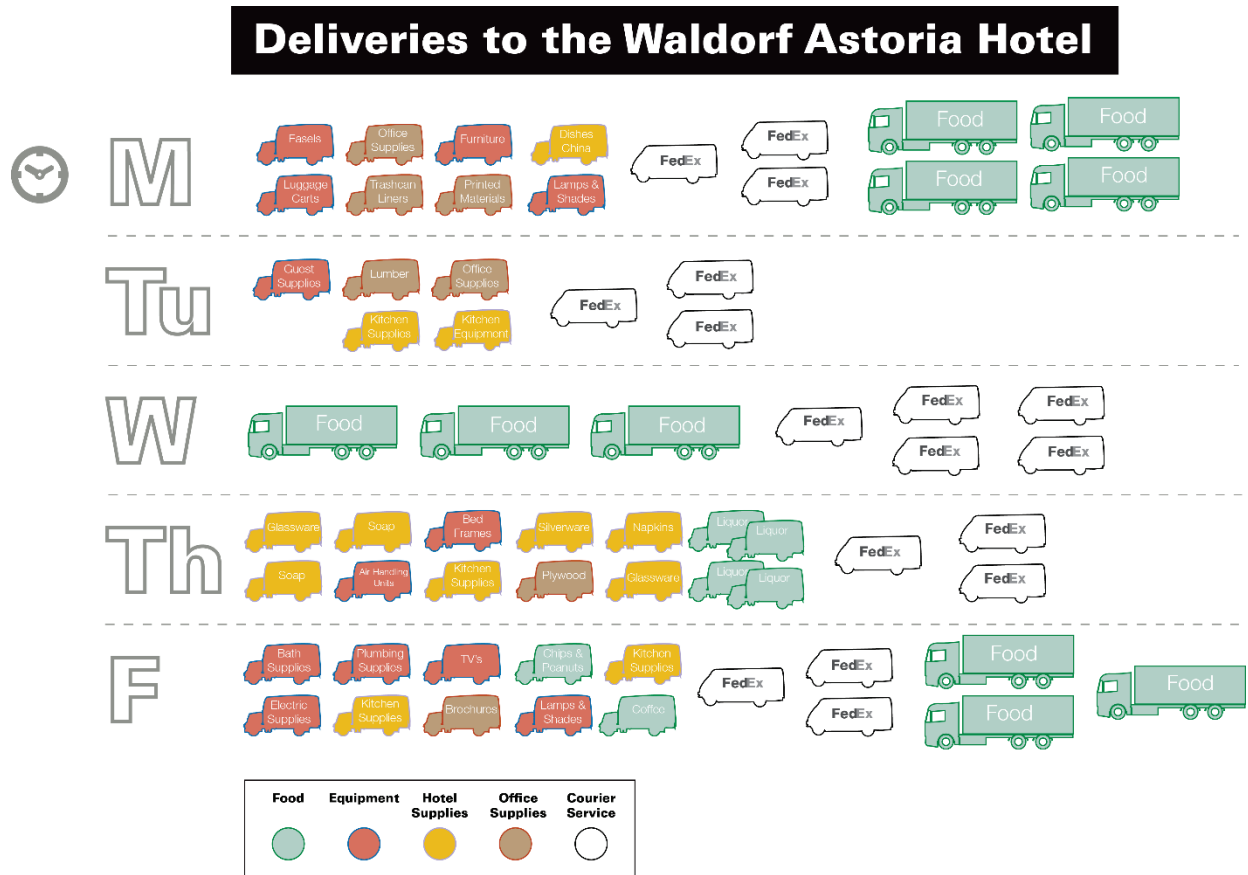 Deliveries to the Waldorf Astoria Hotel
M
Fasels
Office
Supplies
Furniture
Dishes
China
FedEx
FedEx
FedEx
Food
Food
Luggage
Carts
Trashcan
Liners
Printed
Materials
Lamps &
Shades
Food
Food
Tu
Guest
Supplies
Lumber
Office
Supplies
FedEx
FedEx
FedEx
Kitchen
Supplies
Kitchen
Equipment
W
Food
Food
Food
FedEx
FedEx
FedEx
FedEx
FedEx
Th
Glassware
Soap
Bed
Frames
Silverware
Napkins
Liquor
Liquor
FedEx
FedEx
FedEx
Soap
Air Handling
Units
Kitchen
Supplies
Plywood
Glassware
Liquor
Liquor
F
Bath
Supplies
Plumbing
Supplies
TV's
Chips &
Peanuts
Kitchen
Supplies
FedEx
FedEx
FedEx
Food
Food
Food
Electric
Supplies
Kitchen
Supplies
Brochures
Lamps &
Shades
Coffee
Food
Equipment
Hotel
Supplies
Office
Supplies
Courier
Service